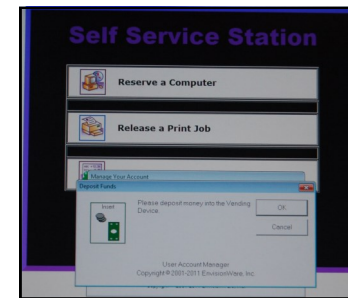 Self Service Station
Reserve a Computer
Release a Print Job
Manage Your Account
Deposit Funds
Insert
Please deposit money into the Vending
Device.
OK
Cancel
User Account Manager
Copyright © 2001-2011 EnvisionWare, Inc